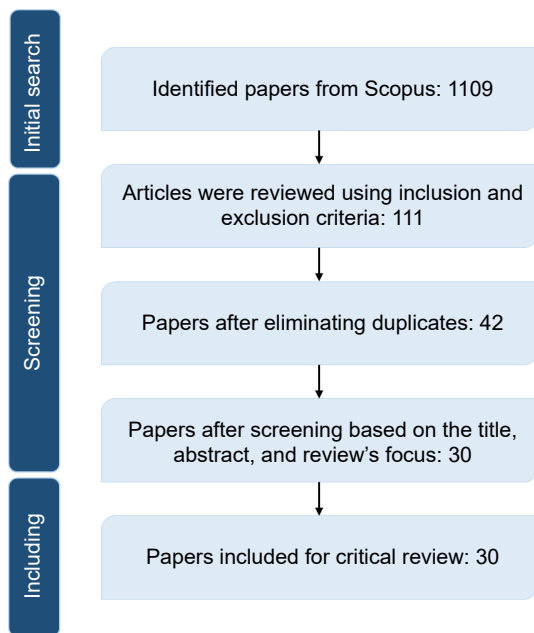 Initial search
Identified papers from Scopus: 1109
Screening
Articles were reviewed using inclusion and
exclusion criteria: 111
Papers after eliminating duplicates: 42
Papers after screening based on the title,
abstract, and review's focus: 30
Including
Papers included for critical review: 30